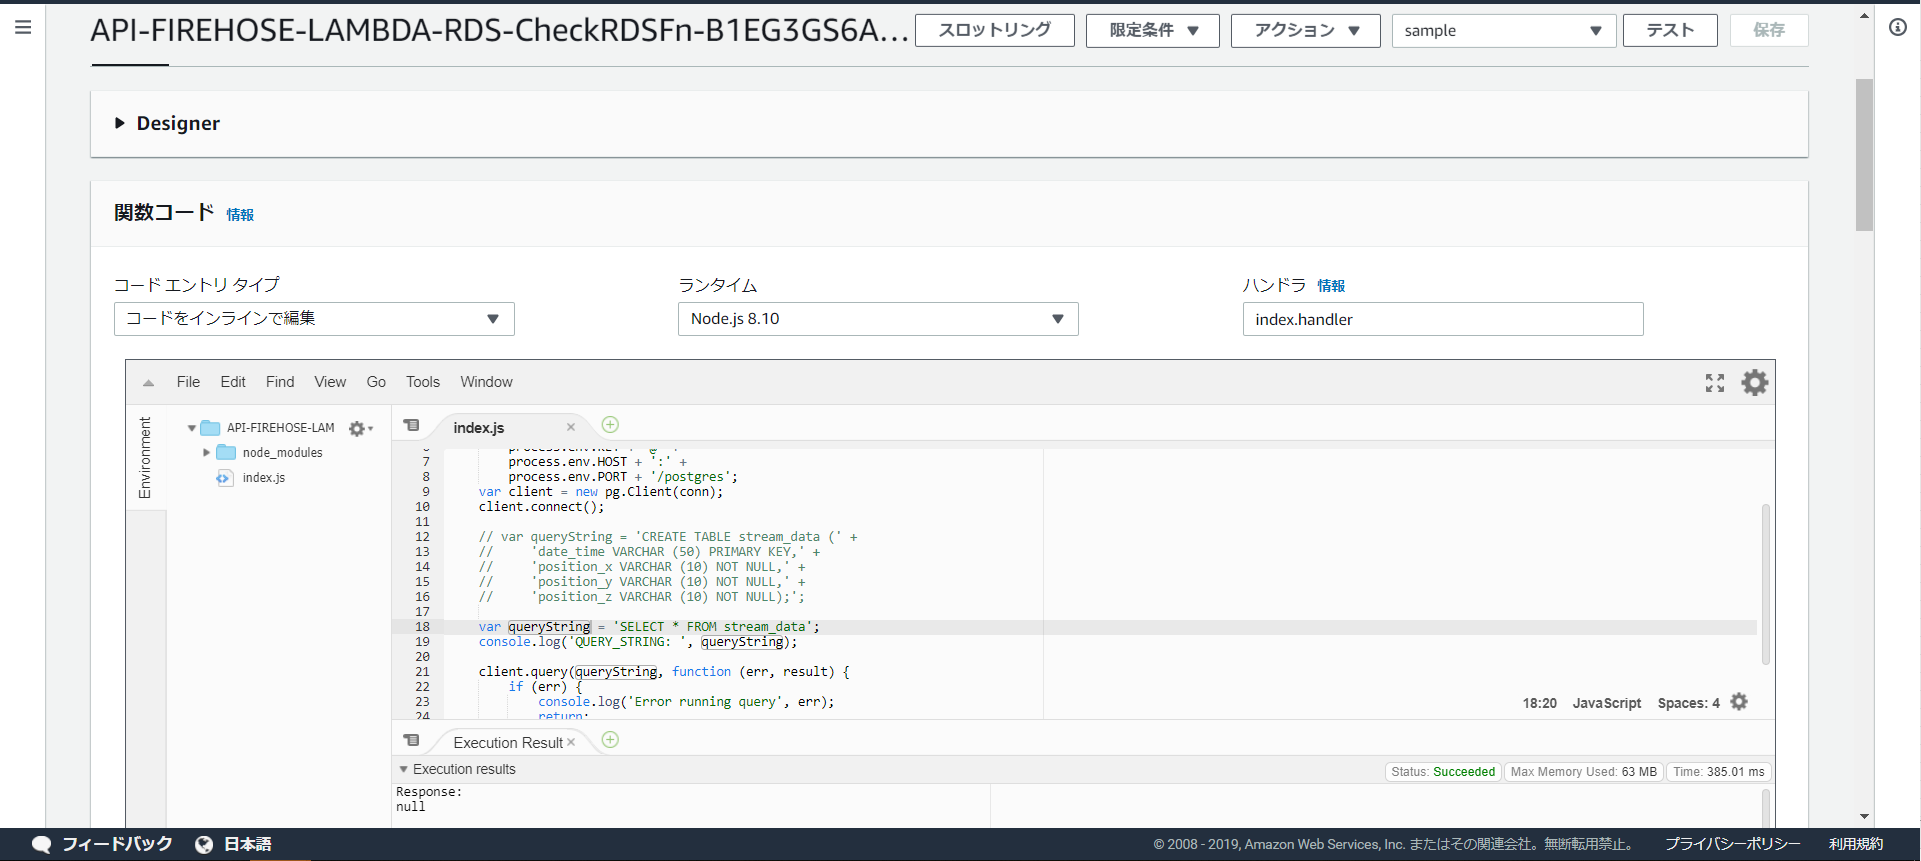 API-FIREHOSE-LAMBDA-RDS-CheckRDSFn-B1EG3GS6A... スロットリング 限定条件 アクション sample テスト 保存
Designer
関数コード 情報
コード エントリ タイプ ランタイム ハンドラ 情報
コードをインラインで編集 Node.js 8.10 index.handler
File Edit Find View Go Tools Window
Environment
API-FIREHOSE-LAM
node_modules
index.js
index.js
7 process.env.HOST + ':' +
8 process.env.PORT + '/postgres';
9 var client = new pg.Client(conn);
10 client.connect();
11
12 // var queryString = 'CREATE TABLE stream_data (' +
13 // 'date_time VARCHAR (50) PRIMARY KEY,' +
14 // 'position_x VARCHAR (10) NOT NULL,' +
15 // 'position_y VARCHAR (10) NOT NULL,' +
16 // 'position_z VARCHAR (10) NOT NULL);';
17
18 var queryString = 'SELECT * FROM stream_data';
19 console.log('QUERY_STRING: ', queryString);
20
21 client.query(queryString, function (err, result) {
22 if (err) {
23 console.log('Error running query', err);
24 return;
18:20 JavaScript Spaces: 4
Execution Result
Execution results Status: Succeeded Max Memory Used: 63 MB Time: 385.01 ms
Response:
null
フィードバック 日本語 © 2008 - 2019, Amazon Web Services, Inc. またはその関連会社。無断転用禁止。 プライバシーポリシー 利用規約